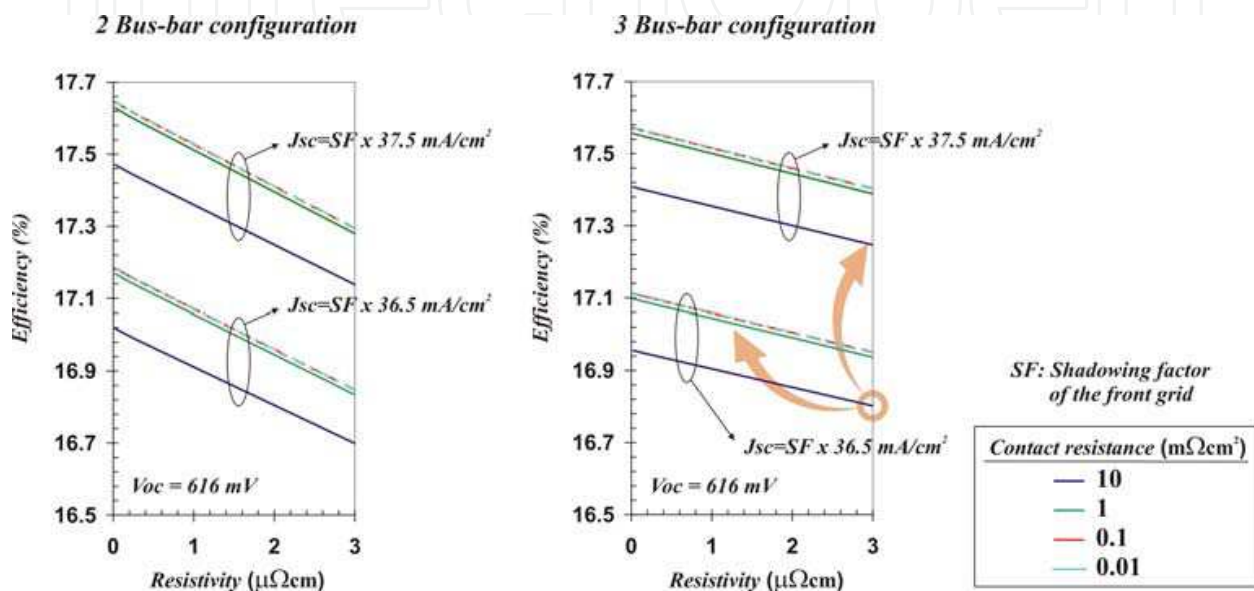 2 Bus-bar configuration
17.7
17.5
17.3
17.1
16.9
16.7
16.5
Efficiency (%)
Jsc=SF x 37.5 mA/cm²
Jsc=SF x 36.5 mA/cm²
Voc = 616 mV
0 1 2 3
Resistivity (μΩcm)
3 Bus-bar configuration
17.7
17.5
17.3
17.1
16.9
16.7
16.5
Efficiency (%)
Jsc=SF x 37.5 mA/cm²
Jsc=SF x 36.5 mA/cm²
Voc = 616 mV
0 1 2 3
Resistivity (μΩcm)
SF: Shadowing factor
of the front grid
Contact resistance (mΩcm²)
10
1
0.1
0.01